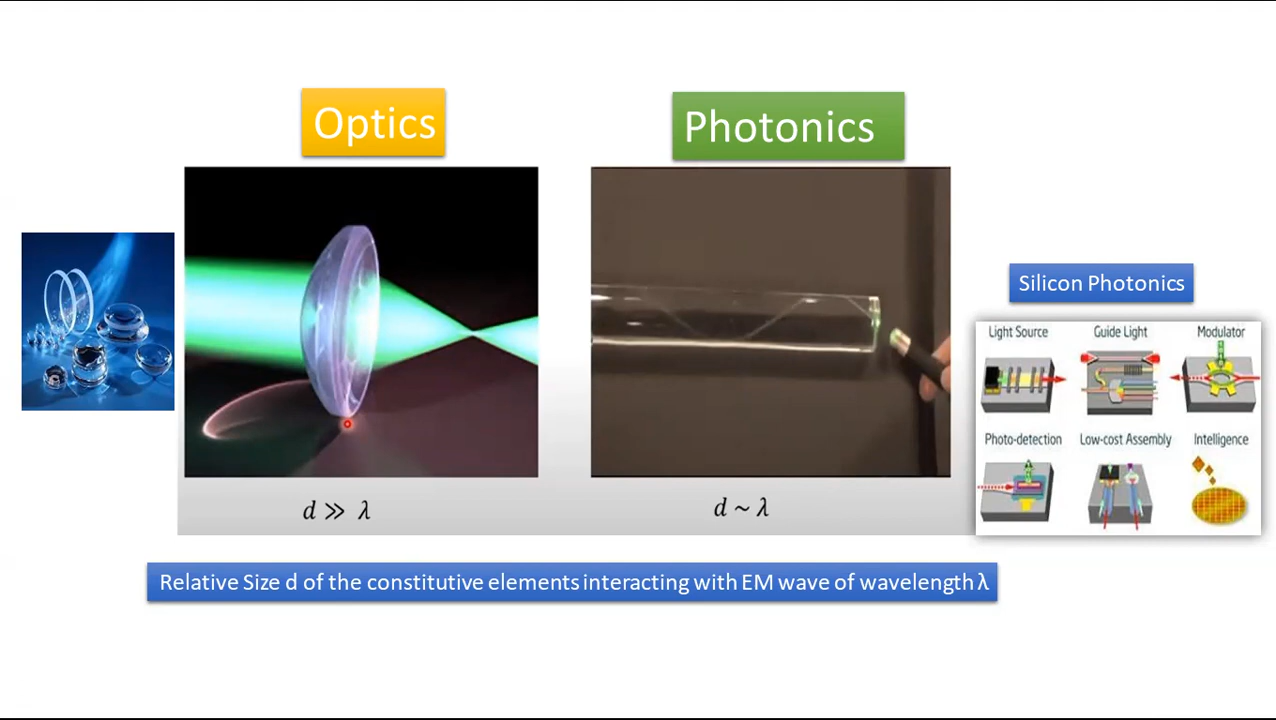 Optics
Photonics
Silicon Photonics
Light Source
Guide Light
Modulator
Photo-detection
Low-cost Assembly
Intelligence
d ≫ λ
d ~ λ
Relative Size d of the constitutive elements interacting with EM wave of wavelength λ